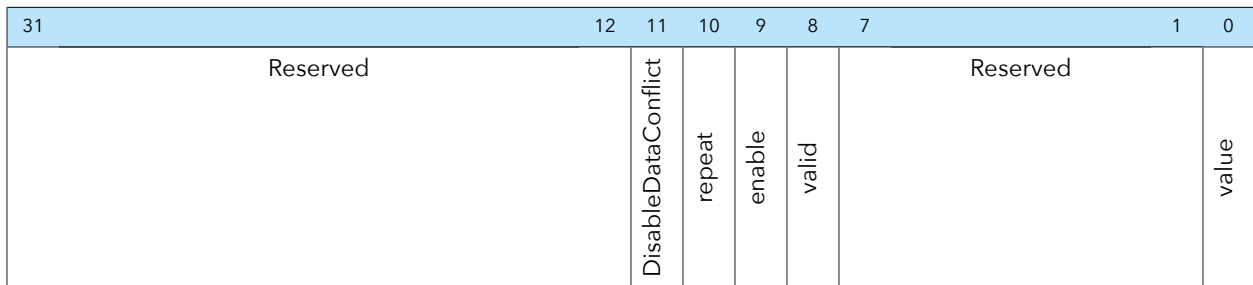 31 12 11 10 9 8 7 1 0
Reserved DisableDataConflict repeat enable valid Reserved value